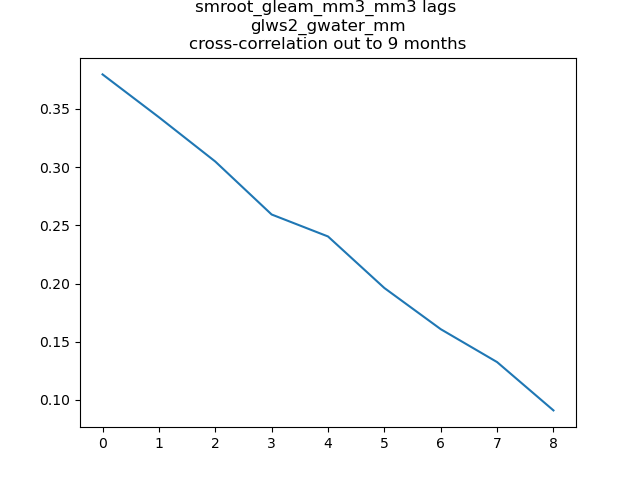 smroot_gleam_mm3_mm3 lags
glws2_gwater_mm
cross-correlation out to 9 months
0.35
0.30
0.25
0.20
0.15
0.10
0 1 2 3 4 5 6 7 8